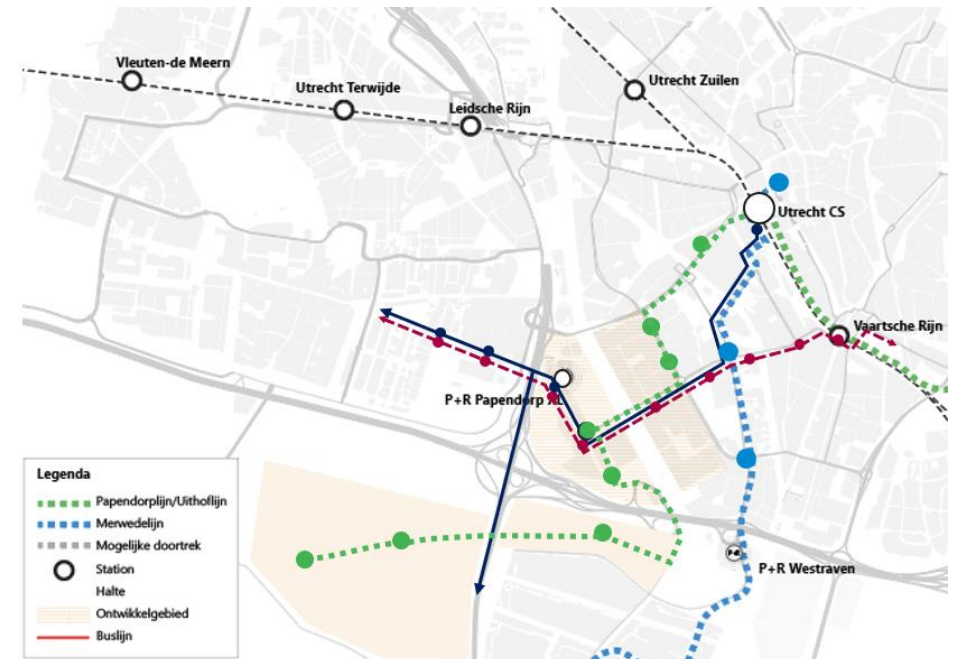 Vleuten-de Meern
Utrecht Terwijde
Leidsche Rijn
Utrecht Zuilen
Utrecht CS
Vaartsche Rijn
P+R Papendorp XL
P+R Westraven
Legenda
Papendorplijn/Uithoflijn
Merwedelijn
Mogelijke doortrek
Station
Halte
Ontwikkelgebied
Buslijn